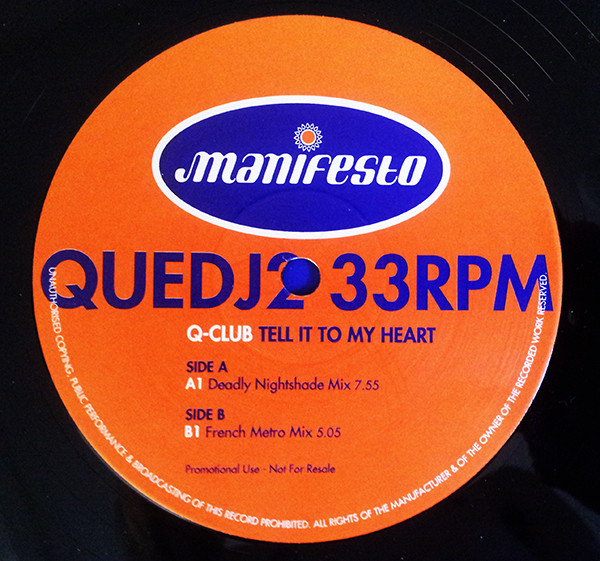 manifesto
QUEDJ2 33RPM
Q-CLUB TELL IT TO MY HEART
SIDE A
A1 Deadly Nightshade Mix 7.55
SIDE B
B1 French Metro Mix 5.05
Promotional Use - Not For Resale
UNAUTHORISED COPYING, PUBLIC PERFORMANCE & BROADCASTING OF THIS RECORD PROHIBITED. ALL RIGHTS OF THE MANUFACTURER & OF THE OWNER OF THE RECORDED WORK RESERVED.